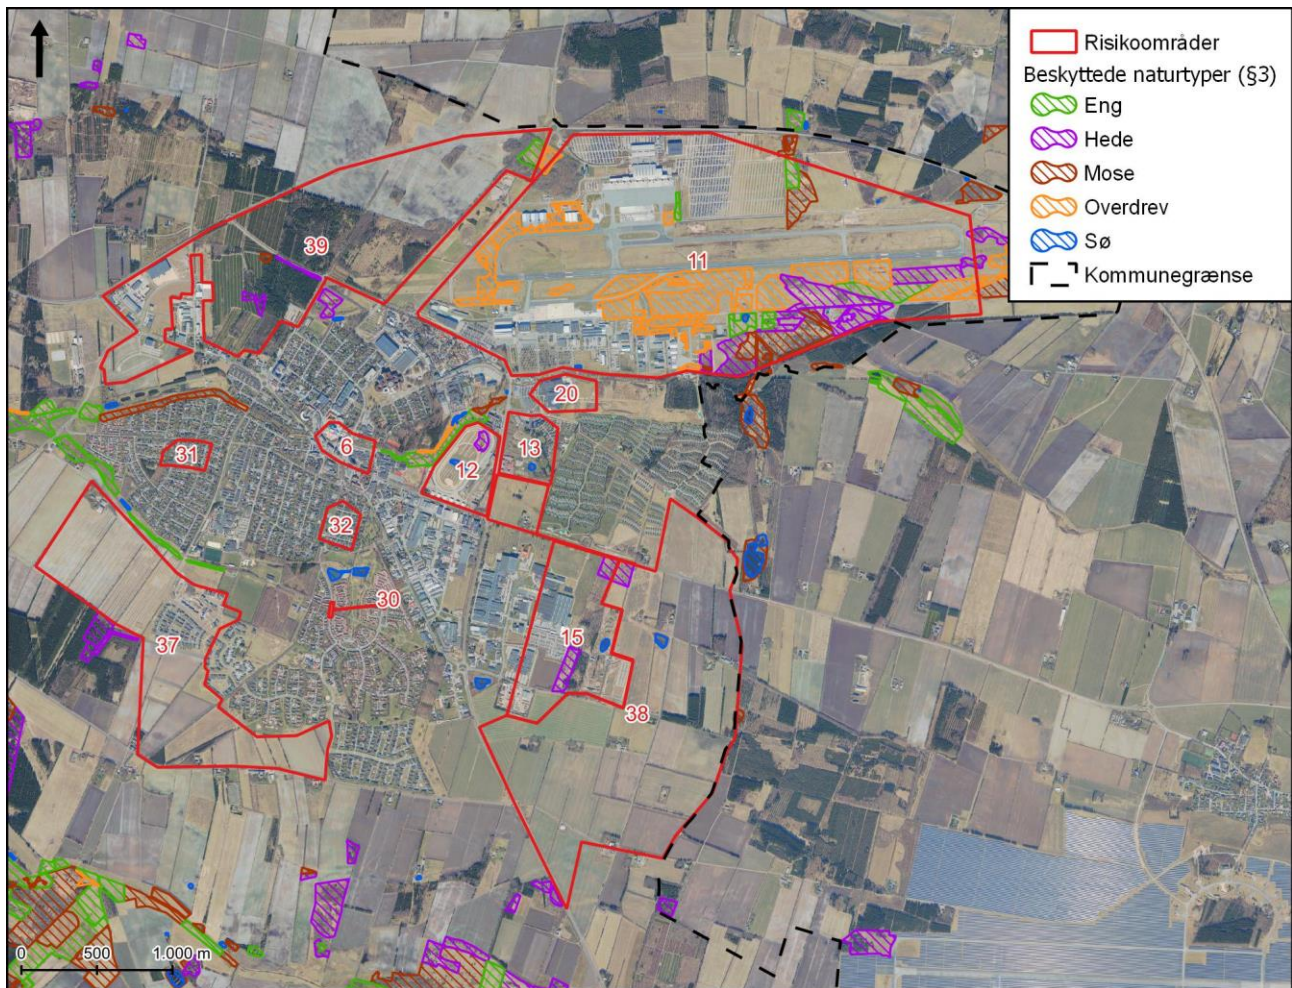 Risikoområder
Beskyttede naturtyper (§3)
Eng
Hede
Mose
Overdrev
Sø
Kommunegrænse
39
11
20
6
13
12
31
32
30
37
15
38
0 500 1.000 m